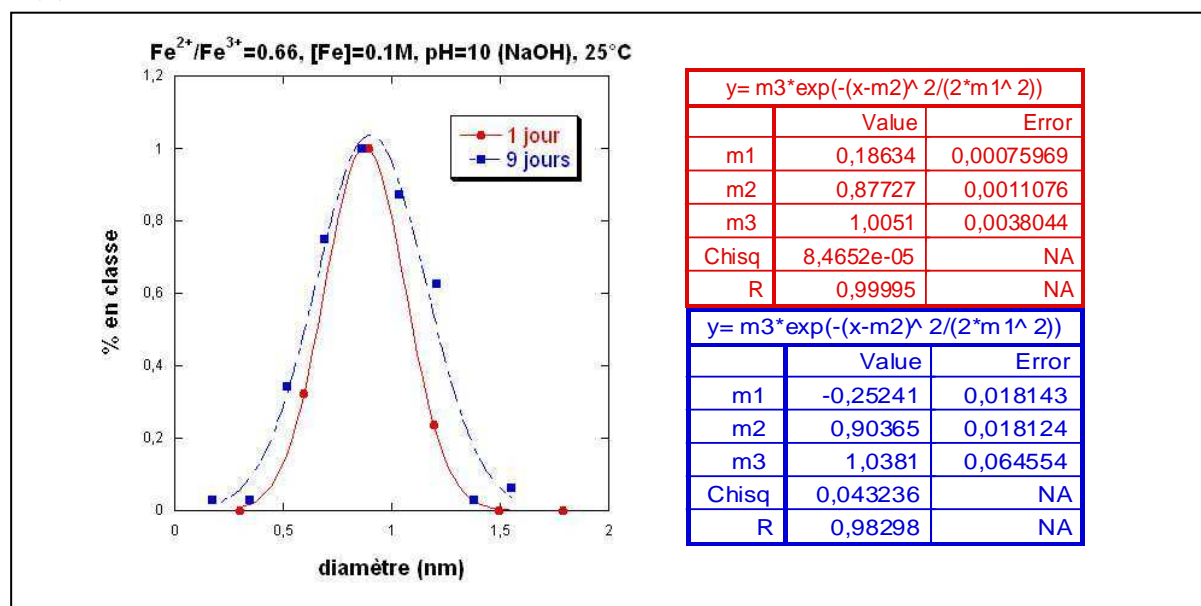 Fe2+/Fe3+=0.66, [Fe]=0.1M, pH=10 (NaOH), 25°C
1,2
1
0,8
0,6
0,4
0,2
0
0 0,5 1 1,5 2
% en classe
diamètre (nm)
1 jour
9 jours
y= m3*exp(-(x-m2)^ 2/(2*m1^ 2))
Value Error
m1 0,18634 0,00075969
m2 0,87727 0,0011076
m3 1,0051 0,0038044
Chisq 8,4652e-05 NA
R 0,99995 NA
y= m3*exp(-(x-m2)^ 2/(2*m1^ 2))
Value Error
m1 -0,25241 0,018143
m2 0,90365 0,018124
m3 1,0381 0,064554
Chisq 0,043236 NA
R 0,98298 NA